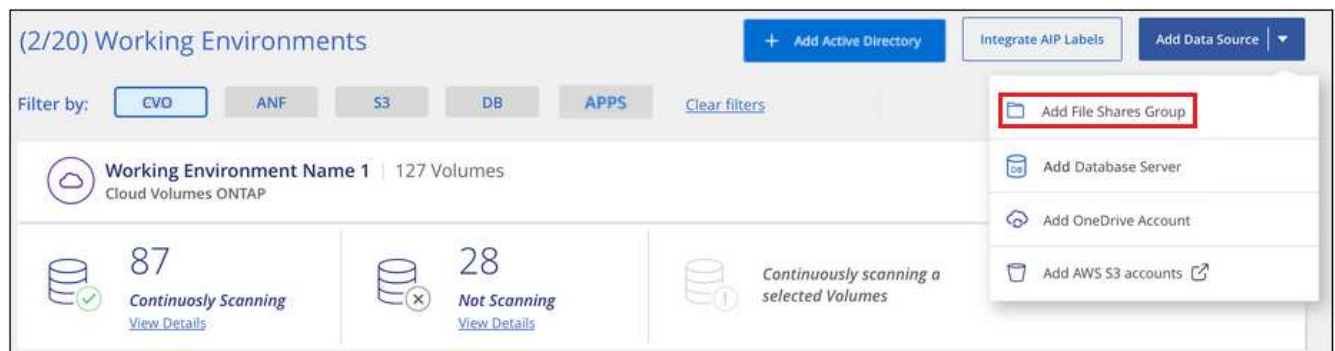 (2/20) Working Environments
+ Add Active Directory
Integrate AIP Labels
Add Data Source
Filter by:
CVO
ANF
S3
DB
APPS
Clear filters
Add File Shares Group
DB
Add Database Server
Add OneDrive Account
Add AWS S3 accounts
Working Environment Name 1 | 127 Volumes
Cloud Volumes ONTAP
87
Continuosly Scanning
View Details
28
Not Scanning
View Details
Continuously scanning a
selected Volumes